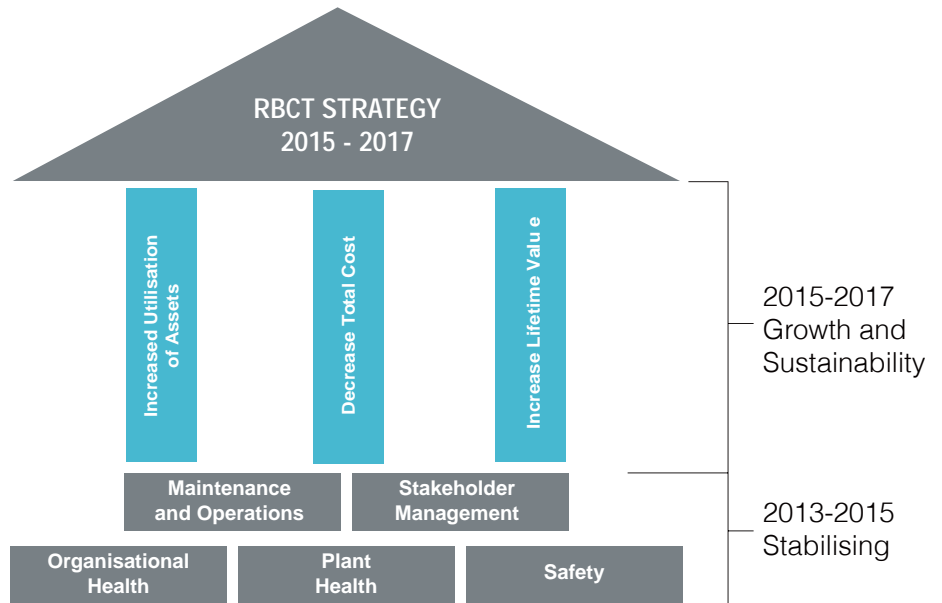 RBCT STRATEGY
2015 - 2017
Increased Utilisation
of Assets
Decrease Total Cost
Increase Lifetime Valu e
2015-2017
Growth and
Sustainability
Maintenance
and Operations
Stakeholder
Management
2013-2015
Stabilising
Organisational
Health
Plant
Health
Safety